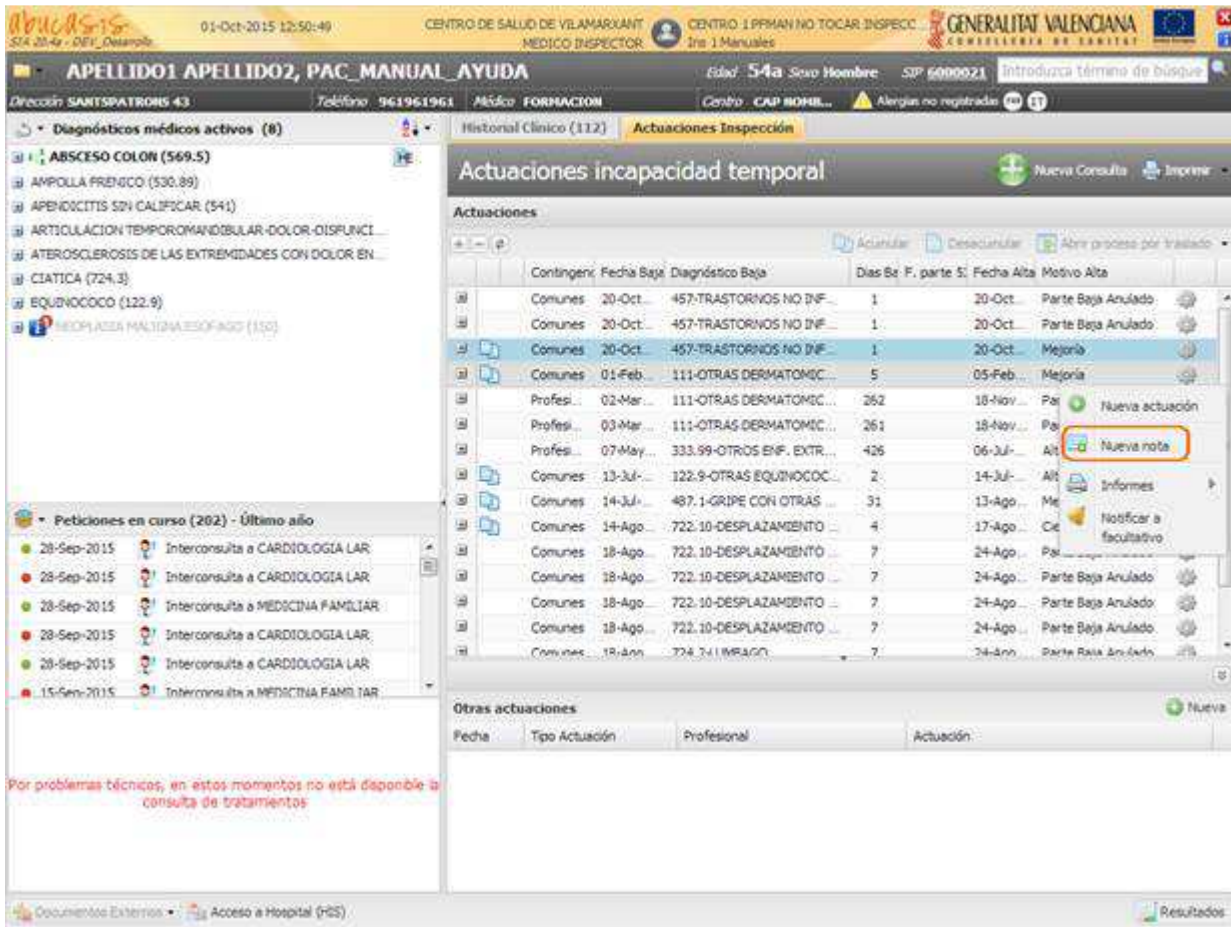 abucasis
SIA 20.4a - DEV_Desarrollo
01-Oct-2015 12:50:49
CENTRO DE SALUD DE VILAMARXANT
MEDICO INSPECTOR
CENTRO 1 PFMAN NO TOCAR INSPECC...
Ins 1 Manuales
GENERALITAT VALENCIANA
CONSELLERIA DE SANITAT
APELLIDO1 APELLIDO2, PAC_MANUAL_AYUDA
Edad 54a Sexo Hombre SIP 6000021
Introduzca término de búsque
Dirección SANTSPATRONS 43 Teléfono 961961961 Médico FORMACION Centro CAP NOMB... Alergias no registradas
Diagnósticos médicos activos (8)
ABSCESO COLON (569.5)
AMPOLLA FRENICO (530.89)
APENDICITIS SIN CALIFICAR (541)
ARTICULACION TEMPOROMANDIBULAR-DOLOR-DISFUNCI...
ATEROSCLEROSIS DE LAS EXTREMIDADES CON DOLOR EN...
CIATICA (724.3)
EQUINOCOCO (122.9)
NEOPLASIA MALIGNA ESOFAGO (150)
Peticiones en curso (202) - Último año
28-Sep-2015 Interconsulta a CARDIOLOGIA LAR
28-Sep-2015 Interconsulta a CARDIOLOGIA LAR
28-Sep-2015 Interconsulta a MEDICINA FAMILIAR
28-Sep-2015 Interconsulta a CARDIOLOGIA LAR
28-Sep-2015 Interconsulta a CARDIOLOGIA LAR
15-Sep-2015 Interconsulta a MEDICINA FAMILIAR
Por problemas técnicos, en estos momentos no está disponible la
consulta de tratamientos
Historial Clínico (112) Actuaciones Inspección
Actuaciones incapacidad temporal
Nueva Consulta Imprimir
Actuaciones
Acumular Desacumular Abrir proceso por traslado
Contingenc Fecha Baja Diagnóstico Baja Dias Ba F. parte 5: Fecha Alta Motivo Alta
Comunes 20-Oct... 457-TRASTORNOS NO INF... 1 20-Oct... Parte Baja Anulado
Comunes 20-Oct... 457-TRASTORNOS NO INF... 1 20-Oct... Parte Baja Anulado
Comunes 20-Oct... 457-TRASTORNOS NO INF... 1 20-Oct... Mejoría
Comunes 01-Feb... 111-OTRAS DERMATOMIC... 5 05-Feb... Mejoría
Profesi... 02-Mar... 111-OTRAS DERMATOMIC... 262 18-Nov... Pa
Profesi... 03-Mar... 111-OTRAS DERMATOMIC... 261 18-Nov... Pa
Profesi... 07-May... 333.99-OTROS ENF. EXTR... 426 06-Jul-... Alt
Comunes 13-Jul-... 122.9-OTRAS EQUINOCOC... 2 14-Jul-... Alt
Comunes 14-Jul-... 487.1-GRIPE CON OTRAS ... 31 13-Ago... Me
Comunes 14-Ago... 722.10-DESPLAZAMIENTO ... 4 17-Ago... Cie
Comunes 18-Ago... 722.10-DESPLAZAMIENTO ... 7 24-Ago... Pa
Comunes 18-Ago... 722.10-DESPLAZAMIENTO ... 7 24-Ago... Parte Baja Anulado
Comunes 18-Ago... 722.10-DESPLAZAMIENTO ... 7 24-Ago... Parte Baja Anulado
Comunes 18-Ago... 724.2-LUMBAGO 7 24-Ago... Parte Baja Anulado
Nueva actuación
Nueva nota
Informes
Notificar a
facultativo
Otras actuaciones
Nueva
Fecha Tipo Actuación Profesional Actuación
Documentos Externos Acceso a Hospital (HIS) Resultados